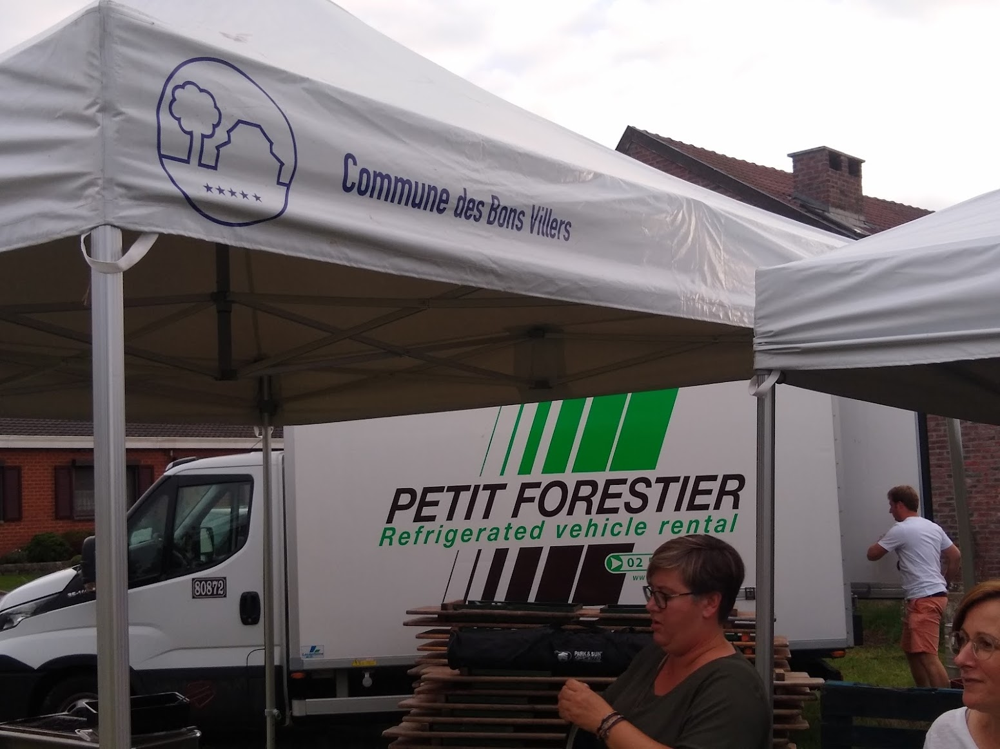 Commune des Bons Villers
PETIT FORESTIER
Refrigerated vehicle rental
02
80872
PARK & SUN